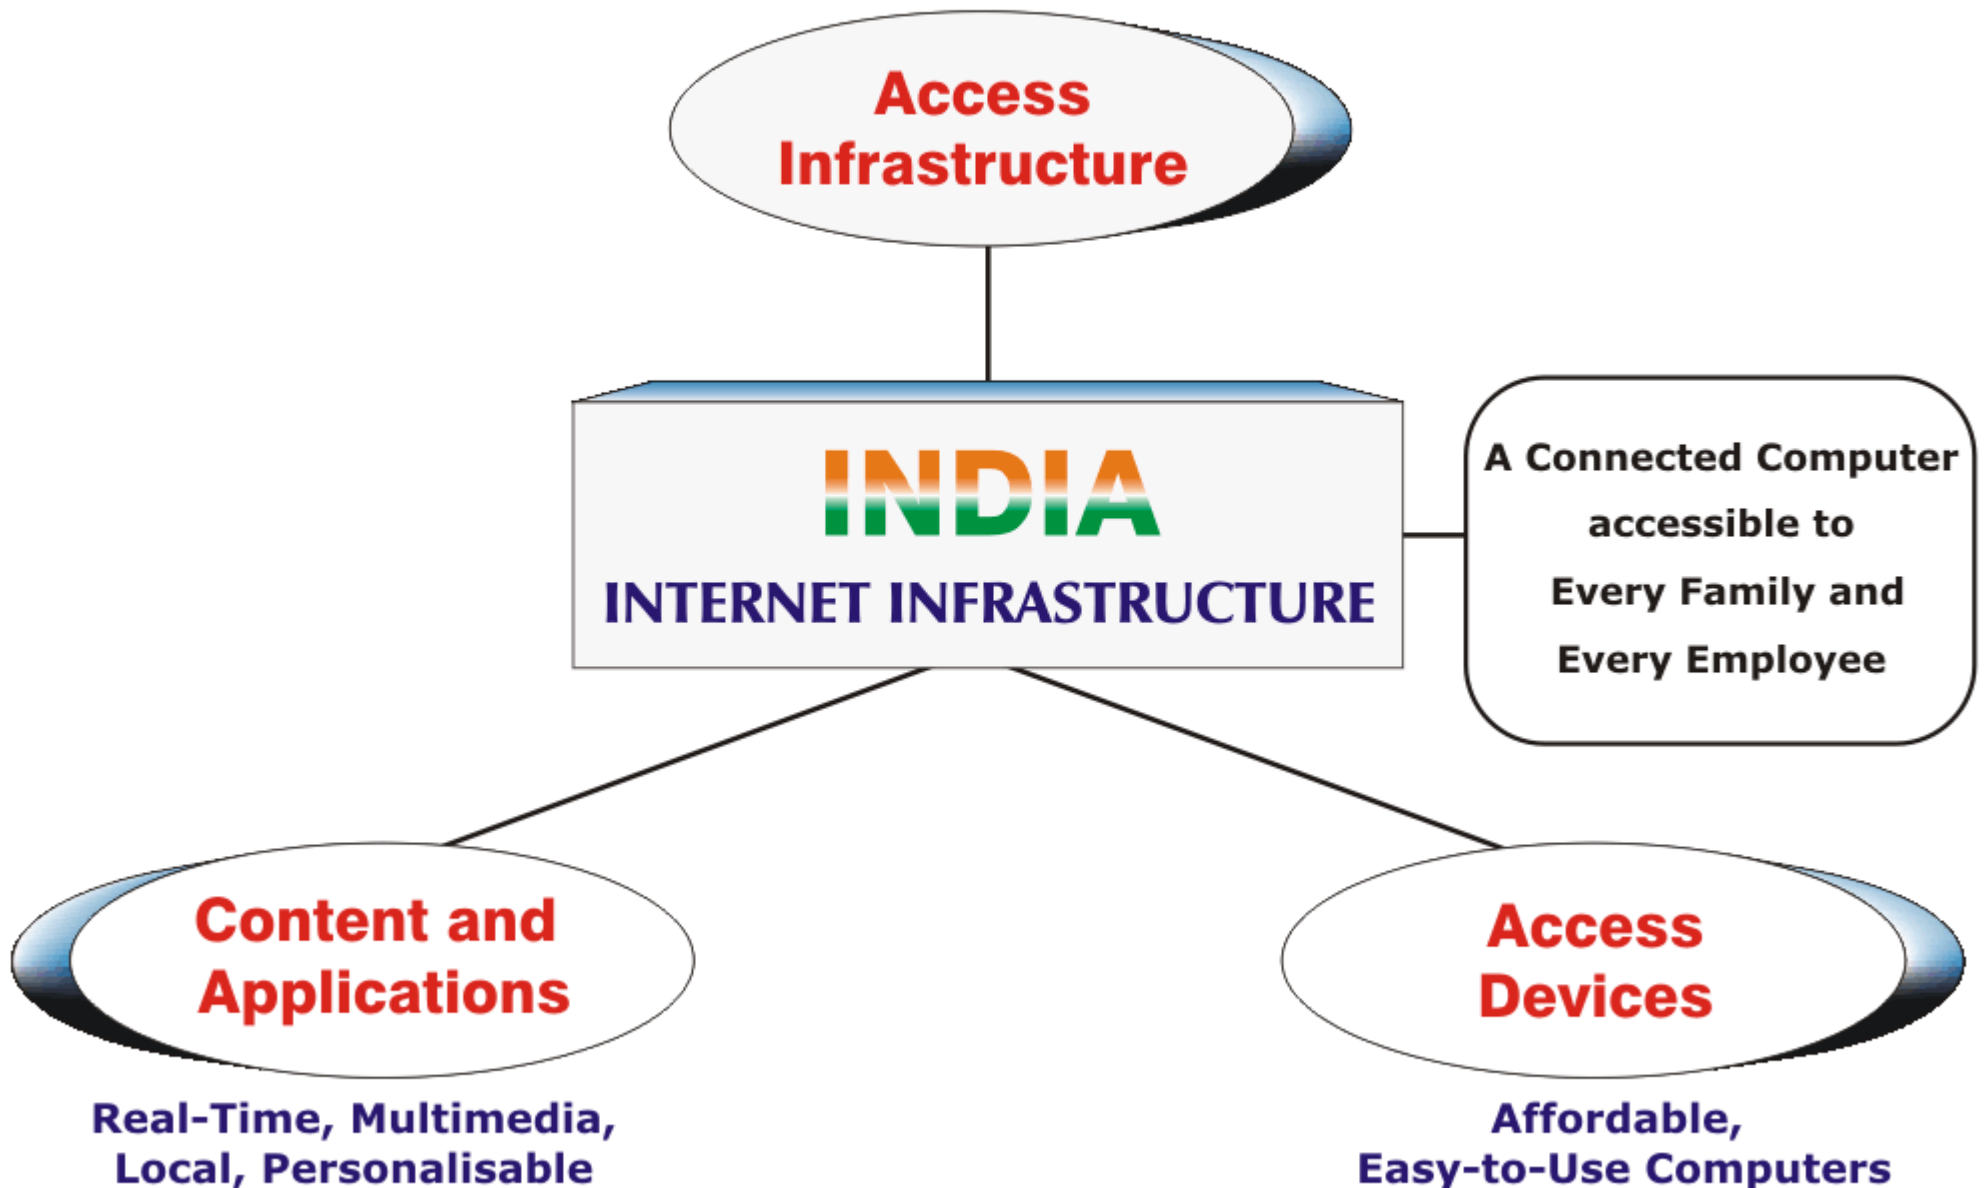 Access
Infrastructure
INDIA
INTERNET INFRASTRUCTURE
A Connected Computer
accessible to
Every Family and
Every Employee
Content and
Applications
Real-Time, Multimedia,
Local, Personalisable
Access
Devices
Affordable,
Easy-to-Use Computers